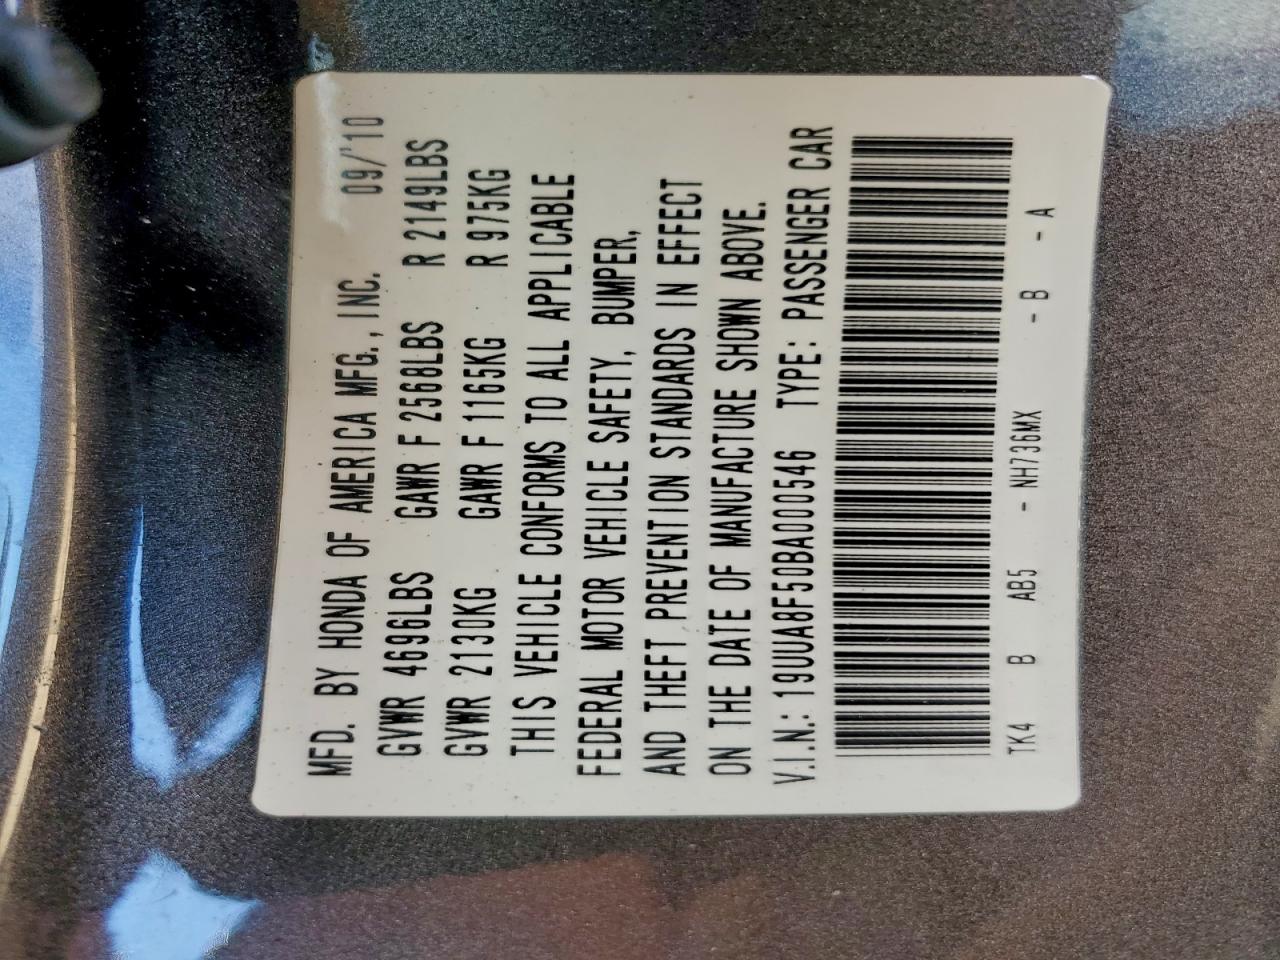 MFD. BY HONDA OF AMERICA MFG., INC. 09/'10
GVWR 4696LBS GAWR F 2568LBS R 2149LBS
GVWR 2130KG GAWR F 1165KG R 975KG
THIS VEHICLE CONFORMS TO ALL APPLICABLE
FEDERAL MOTOR VEHICLE SAFETY, BUMPER,
AND THEFT PREVENTION STANDARDS IN EFFECT
ON THE DATE OF MANUFACTURE SHOWN ABOVE.
V.I.N.: 19UUA8F50BA000546 TYPE: PASSENGER CAR
TK4 B AB5 - NH736MX - B - A